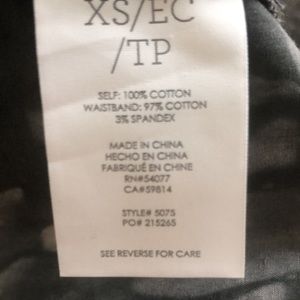 XS/EC
/TP
SELF: 100% COTTON
WAISTBAND: 97% COTTON
3% SPANDEX
MADE IN CHINA
HECHO EN CHINA
FABRIQUÉ EN CHINE
RN#54077
CA#59814
STYLE# 5075
PO# 215265
SEE REVERSE FOR CARE